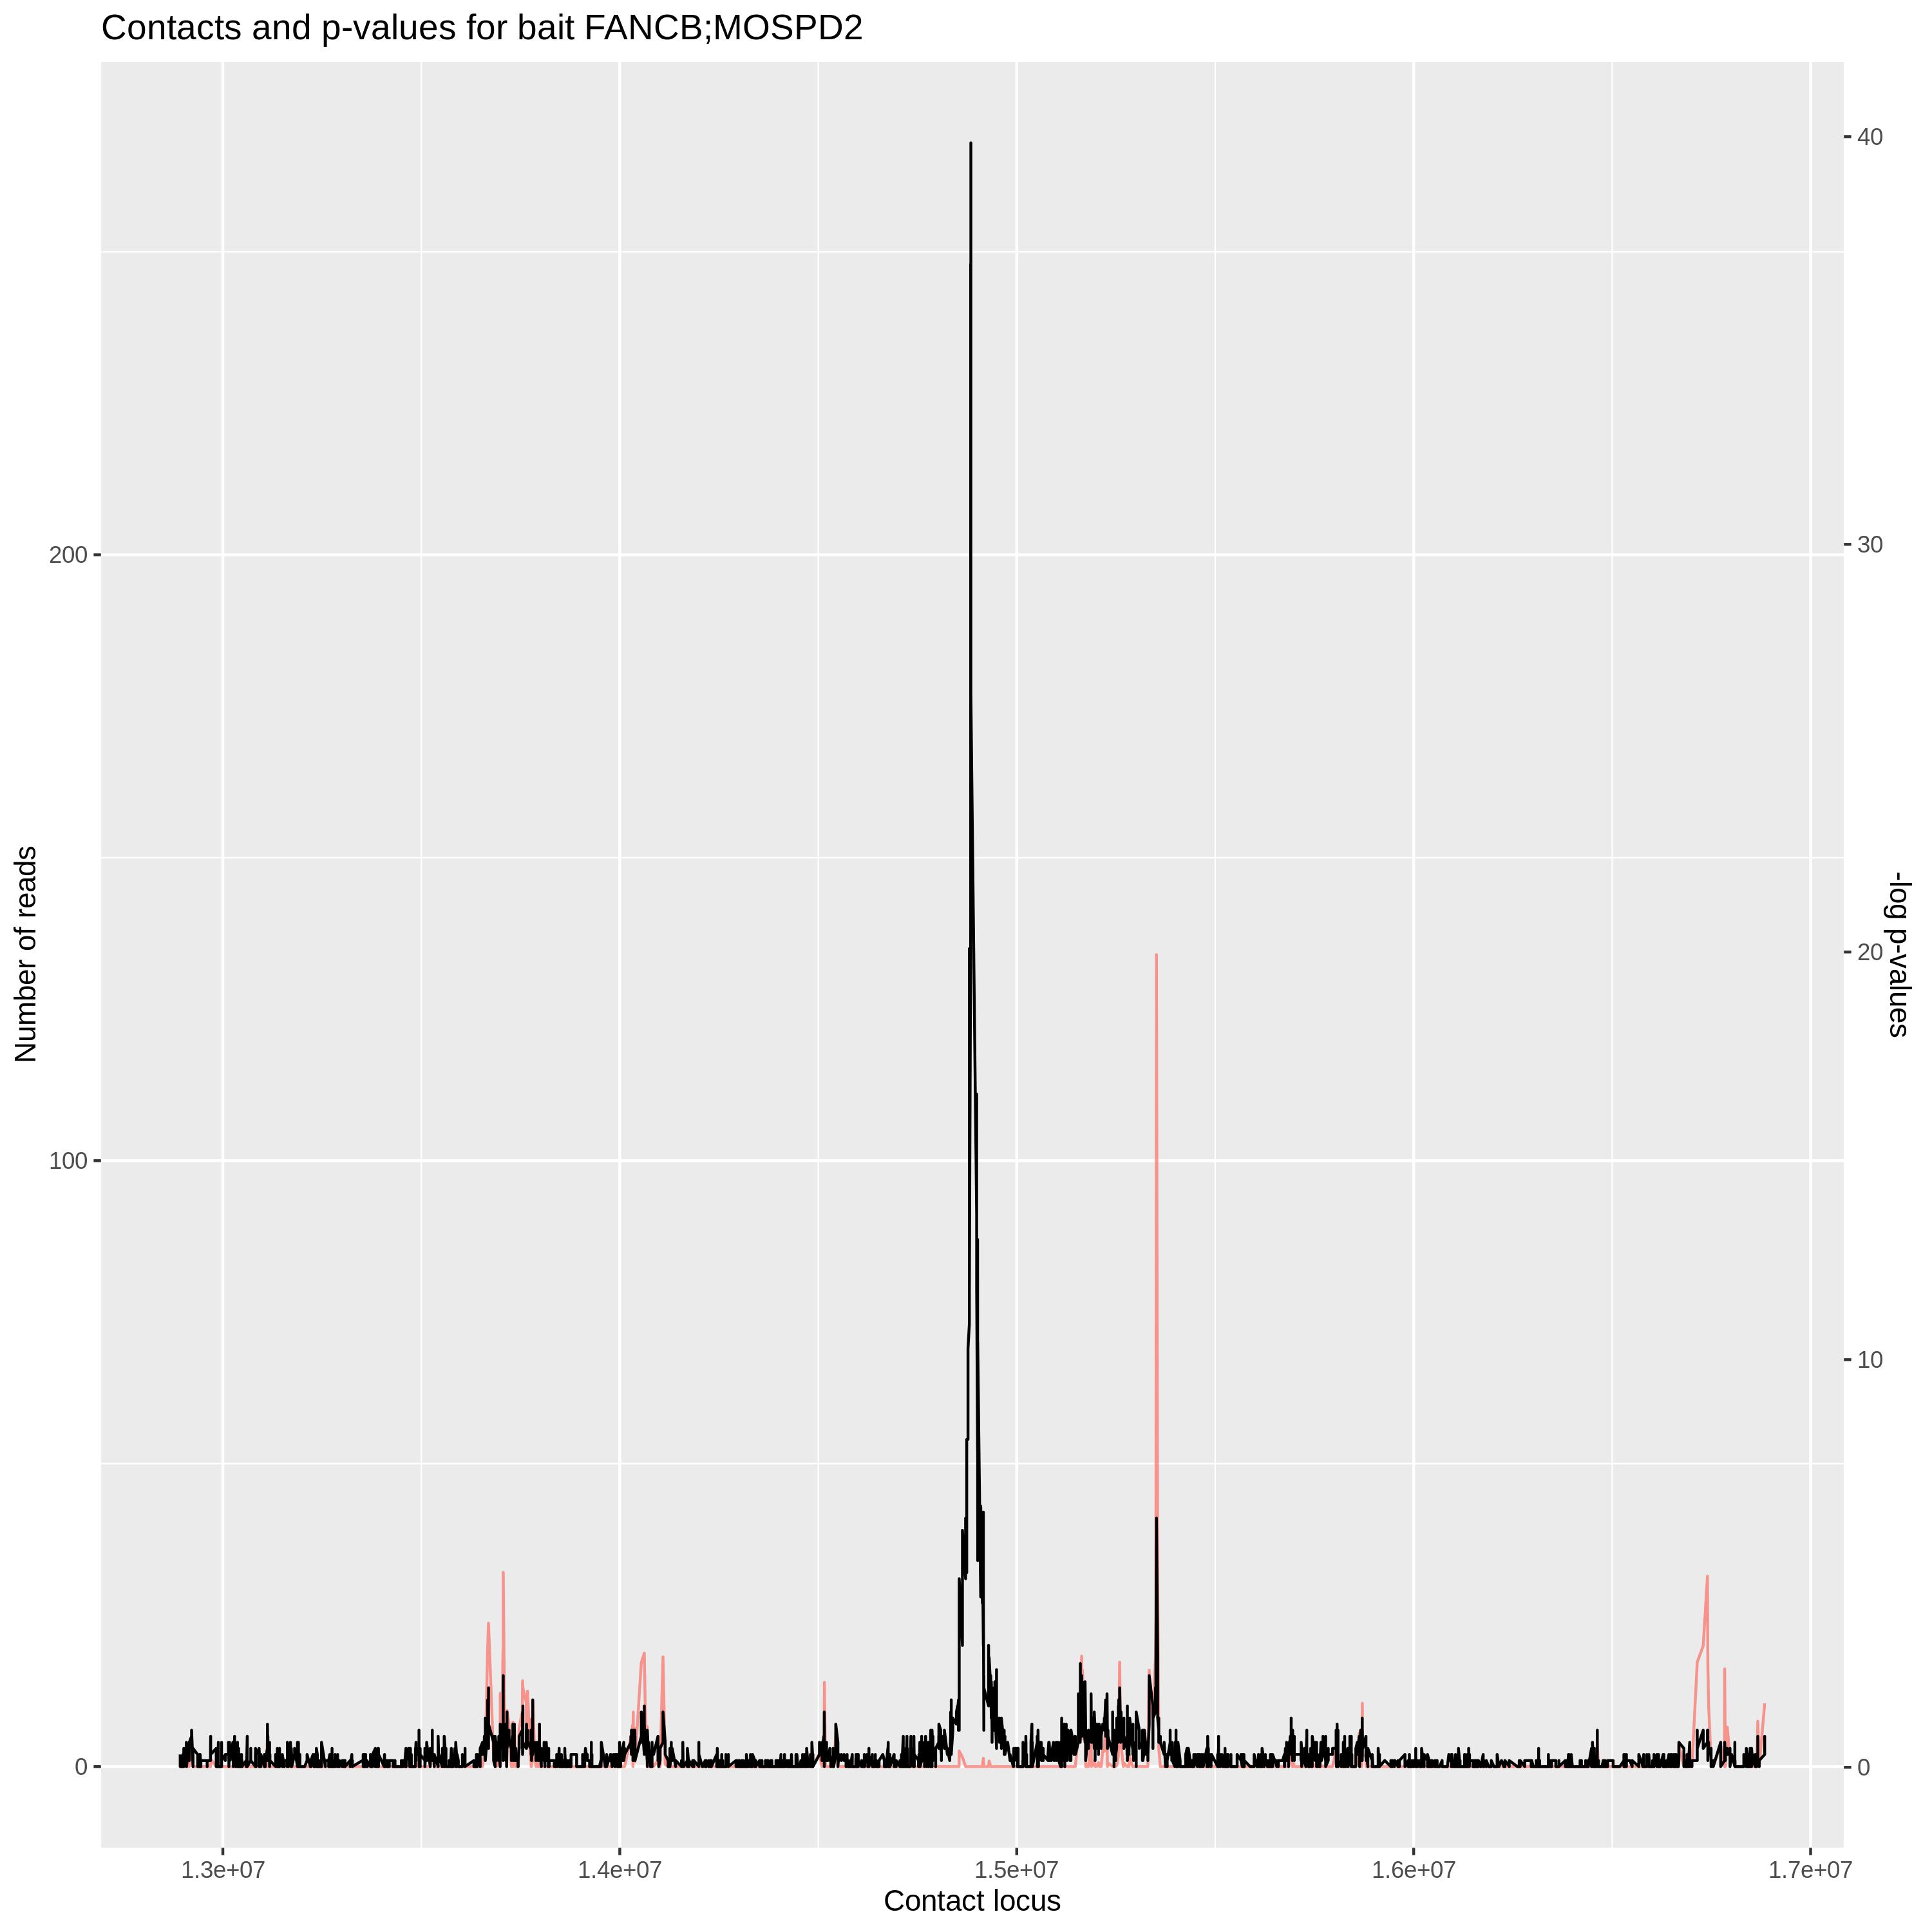 Contacts and p-values for bait FANCB;MOSPD2
Number of reads
200
100
0
40
30
20
10
0
-log p-values
1.3e+07
1.4e+07
1.5e+07
1.6e+07
1.7e+07
Contact locus